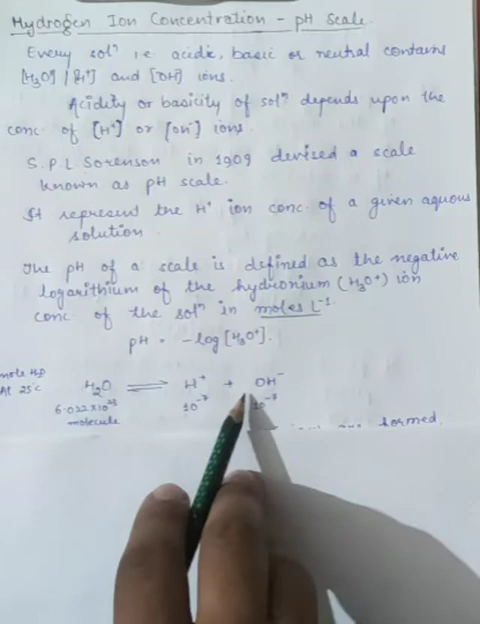 Hydrogen Ion Concentration - pH Scale.
Every solⁿ i.e. acidic, basic or neutral contains
[H₃O⁺] / [H⁺] and [OH⁻] ions.
Acidity or basicity of solⁿ depends upon the
conc of [H⁺] or [OH⁻] ions.
S.P.L Sorenson in 1909 devised a scale
known as pH scale.
It represent the H⁺ ion conc. of a given aquous
solution.
The pH of a scale is defined as the negative
logarithium of the hydronium (H₃O⁺) ion
conc of the solⁿ in moles L⁻¹.
pH = -log [H₃O⁺].
mole H₂O
At 25°C H₂O ⇌ H⁺ + OH⁻
6.022×10²³ 10⁻⁷ 10⁻⁷
molecule
formed.